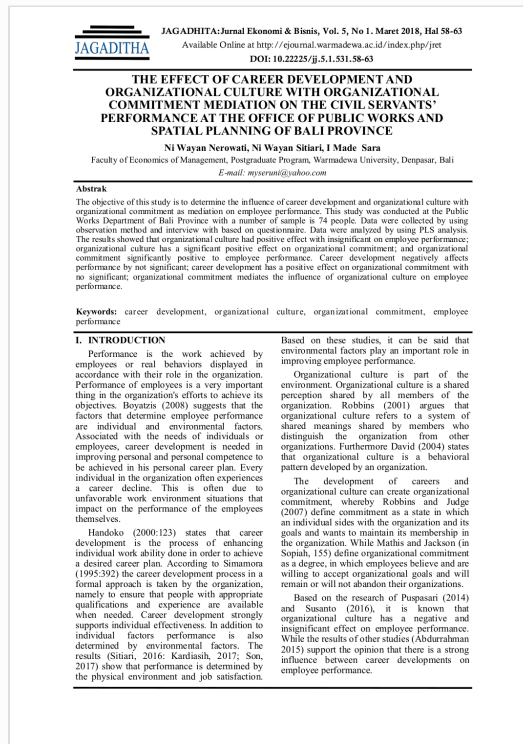 JAGADITHA
JAGADHITA:Jurnal Ekonomi & Bisnis, Vol. 5, No 1. Maret 2018, Hal 58-63
Available Online at http://ejournal.warmadewa.ac.id/index.php/jret
DOI: 10.22225/jj.5.1.531.58-63
THE EFFECT OF CAREER DEVELOPMENT AND
ORGANIZATIONAL CULTURE WITH ORGANIZATIONAL
COMMITMENT MEDIATION ON THE CIVIL SERVANTS'
PERFORMANCE AT THE OFFICE OF PUBLIC WORKS AND
SPATIAL PLANNING OF BALI PROVINCE
Ni Wayan Nerowati, Ni Wayan Sitiari, I Made Sara
Faculty of Economics of Management, Postgraduate Program, Warmadewa University, Denpasar, Bali
E-mail: myseruni@yahoo.com
Abstrak
The objective of this study is to determine the influence of career development and organizational culture with
organizational commitment as mediation on employee performance. This study was conducted at the Public
Works Department of Bali Province with a number of sample is 74 people. Data were collected by using
observation method and interview with based on questionnaire. Data were analyzed by using PLS analysis.
The results showed that organizational culture had positive effect with insignificant on employee performance;
organizational culture has a significant positive effect on organizational commitment; and organizational
commitment significantly positive to employee performance. Career development negatively affects
performance by not significant; career development has a positive effect on organizational commitment with
no significant; organizational commitment mediates the influence of organizational culture on employee
performance.
Keywords: career development, organizational culture, organizational commitment, employee
performance
I. INTRODUCTION
Performance is the work achieved by
employees or real behaviors displayed in
accordance with their role in the organization.
Performance of employees is a very important
thing in the organization's efforts to achieve its
objectives. Boyatzis (2008) suggests that the
factors that determine employee performance
are individual and environmental factors.
Associated with the needs of individuals or
employees, career development is needed in
improving personal and personal competence to
be achieved in his personal career plan. Every
individual in the organization often experiences
a career decline. This is often due to
unfavorable work environment situations that
impact on the performance of the employees
themselves.
Handoko (2000:123) states that career
development is the process of enhancing
individual work ability done in order to achieve
a desired career plan. According to Simamora
(1995:392) the career development process in a
formal approach is taken by the organization,
namely to ensure that people with appropriate
qualifications and experience are available
when needed. Career development strongly
supports individual effectiveness. In addition to
individual factors performance is also
determined by environmental factors. The
results (Sitiari, 2016: Kardiasih, 2017; Son,
2017) show that performance is determined by
the physical environment and job satisfaction.
Based on these studies, it can be said that
environmental factors play an important role in
improving employee performance.
Organizational culture is part of the
environment. Organizational culture is a shared
perception shared by all members of the
organization. Robbins (2001) argues that
organizational culture refers to a system of
shared meanings shared by members who
distinguish the organization from other
organizations. Furthermore David (2004) states
that organizational culture is a behavioral
pattern developed by an organization.
The development of careers and
organizational culture can create organizational
commitment, whereby Robbins and Judge
(2007) define commitment as a state in which
an individual sides with the organization and its
goals and wants to maintain its membership in
the organization. While Mathis and Jackson (in
Sopiah, 155) define organizational commitment
as a degree, in which employees believe and are
willing to accept organizational goals and will
remain or will not abandon their organizations.
Based on the research of Puspasari (2014)
and Susanto (2016), it is known that
organizational culture has a negative and
insignificant effect on employee performance.
While the results of other studies (Abdurrahman
2015) support the opinion that there is a strong
influence between career developments on
employee performance.